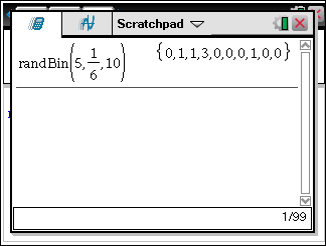 Scratchpad
randBin(5,1/6,10) {0,1,1,3,0,0,0,1,0,0}
1/99